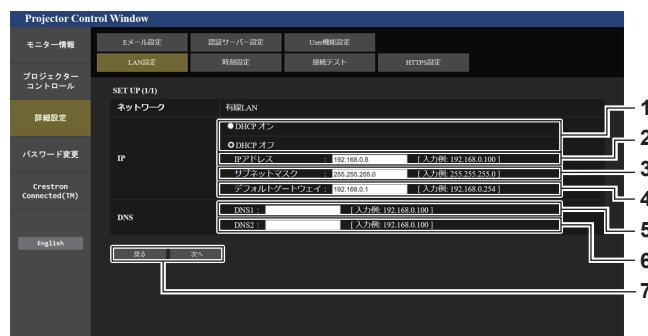 Projector Control Window
モニター情報
プロジェクター
コントロール
詳細設定
パスワード変更
Crestron
Connected(TM)
English
Eメール設定 認証サーバー設定 User機能設定
LAN設定 時刻設定 接続テスト HTTPS設定
SET UP (1/1)
ネットワーク 有線LAN
IP
DHCP オン
DHCP オフ
IPアドレス : 192.168.0.8 [ 入力例: 192.168.0.100 ]
サブネットマスク : 255.255.255.0 [ 入力例: 255.255.255.0 ]
デフォルトゲートウェイ : 192.168.0.1 [ 入力例: 192.168.0.254 ]
DNS
DNS1 : [ 入力例: 192.168.0.100 ]
DNS2 : [ 入力例: 192.168.0.100 ]
戻る 次へ
1
2
3
4
5
6
7